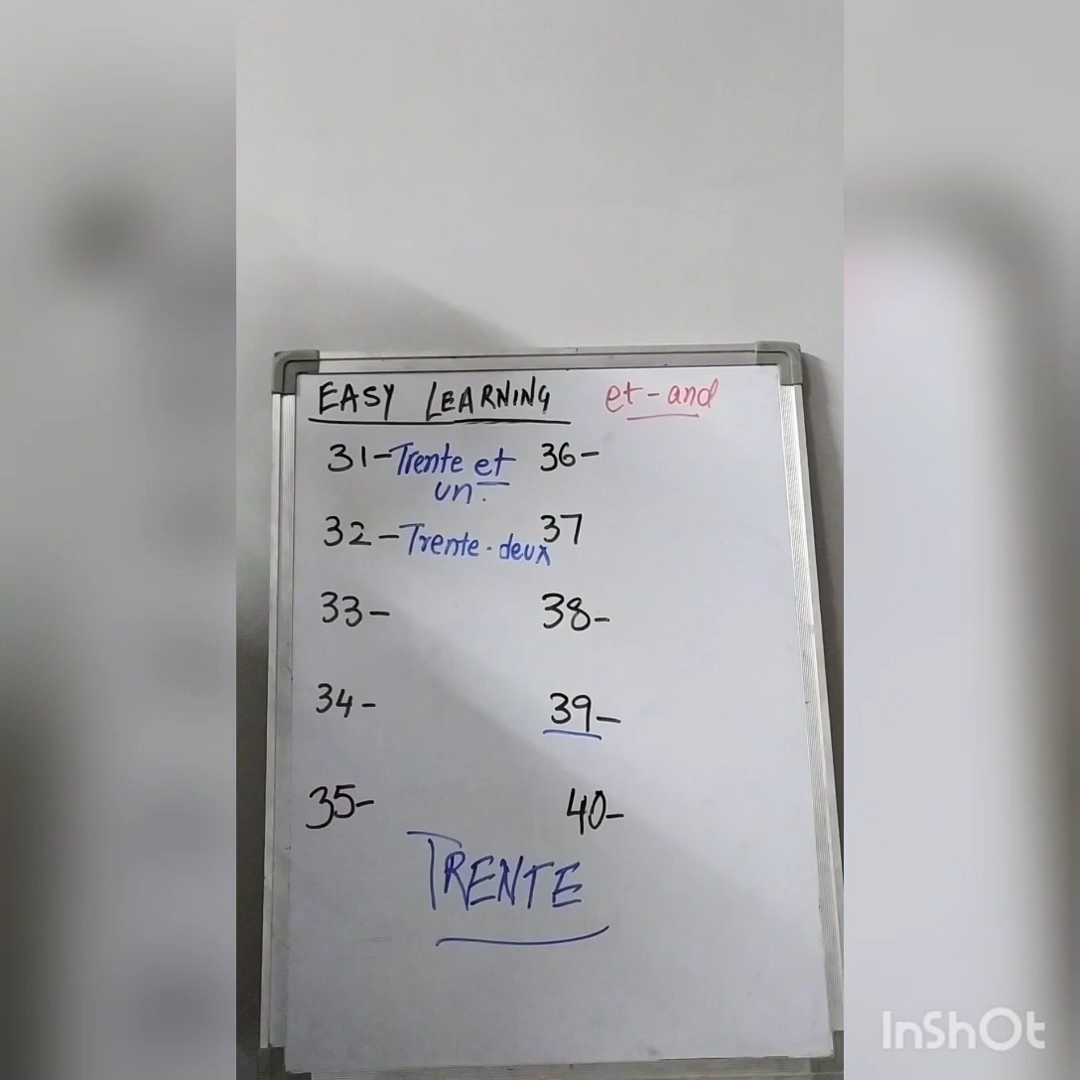 EASY LEARNING et - and
31 - Trente et un.
36 -
32 - Trente - deux
37
33 -
38 -
34 -
39 -
35 -
40 -
TRENTE
InShOt